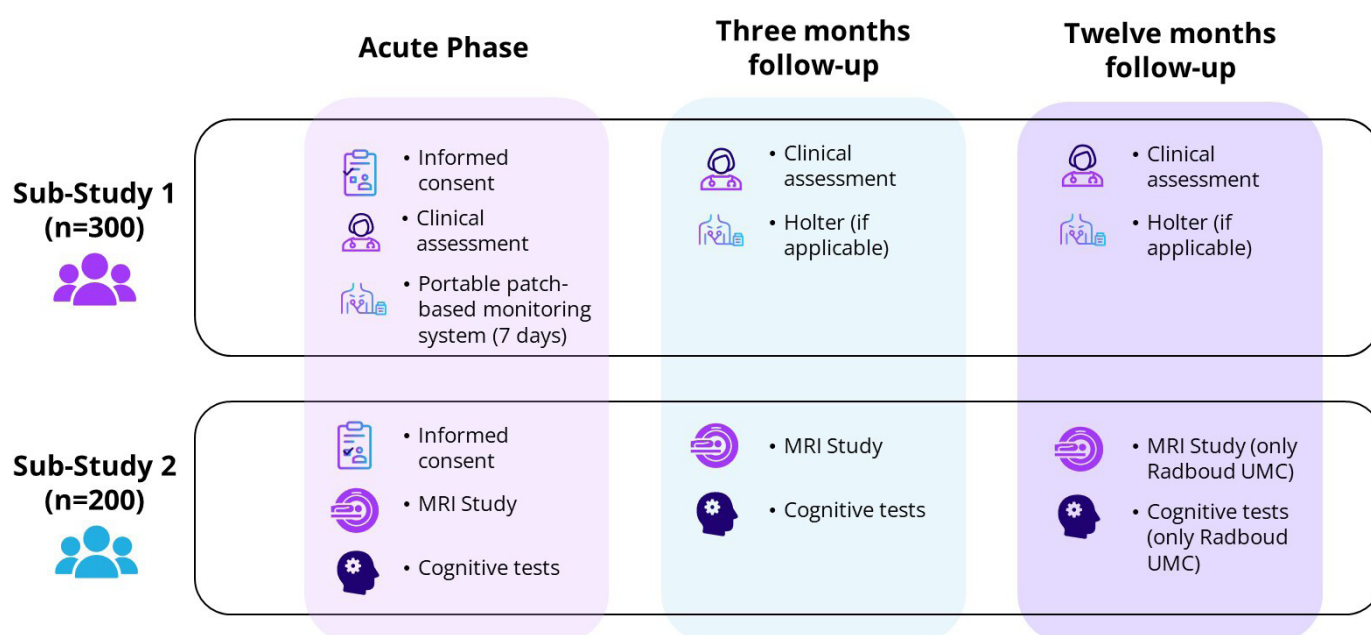 Acute Phase
Three months
follow-up
Twelve months
follow-up
Sub-Study 1
(n=300)
• Informed
consent
• Clinical
assessment
• Portable patch-
based monitoring
system (7 days)
• Clinical
assessment
• Holter (if
applicable)
• Clinical
assessment
• Holter (if
applicable)
Sub-Study 2
(n=200)
• Informed
consent
• MRI Study
• Cognitive tests
• MRI Study
• Cognitive tests
• MRI Study (only
Radboud UMC)
• Cognitive tests
(only Radboud
UMC)